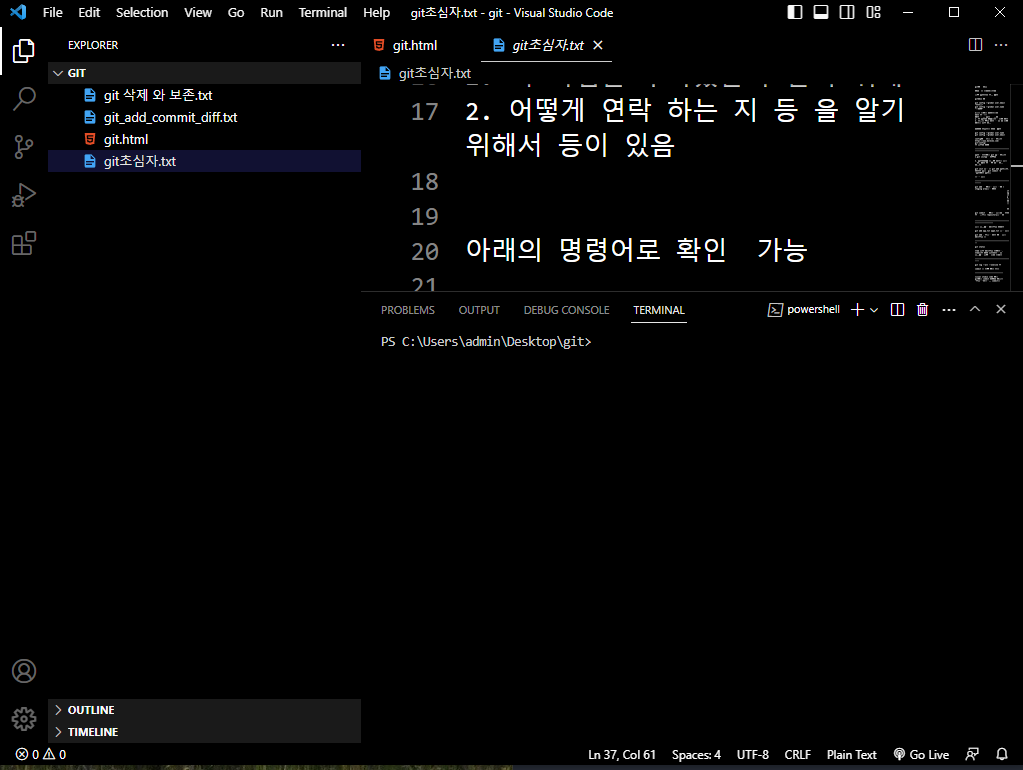 File Edit Selection View Go Run Terminal Help git초심자.txt - git - Visual Studio Code
EXPLORER
GIT
git 삭제 와 보존.txt
git_add_commit_diff.txt
git.html
git초심자.txt
OUTLINE
TIMELINE
git.html git초심자.txt
git초심자.txt
17 2. 어떻게 연락 하는 지 등 을 알기
위해서 등이 있음
18
19
20 아래의 명령어로 확인  가능
21
PROBLEMS OUTPUT DEBUG CONSOLE TERMINAL powershell
PS C:\Users\admin\Desktop\git>
0 0 Ln 37, Col 61 Spaces: 4 UTF-8 CRLF Plain Text Go Live